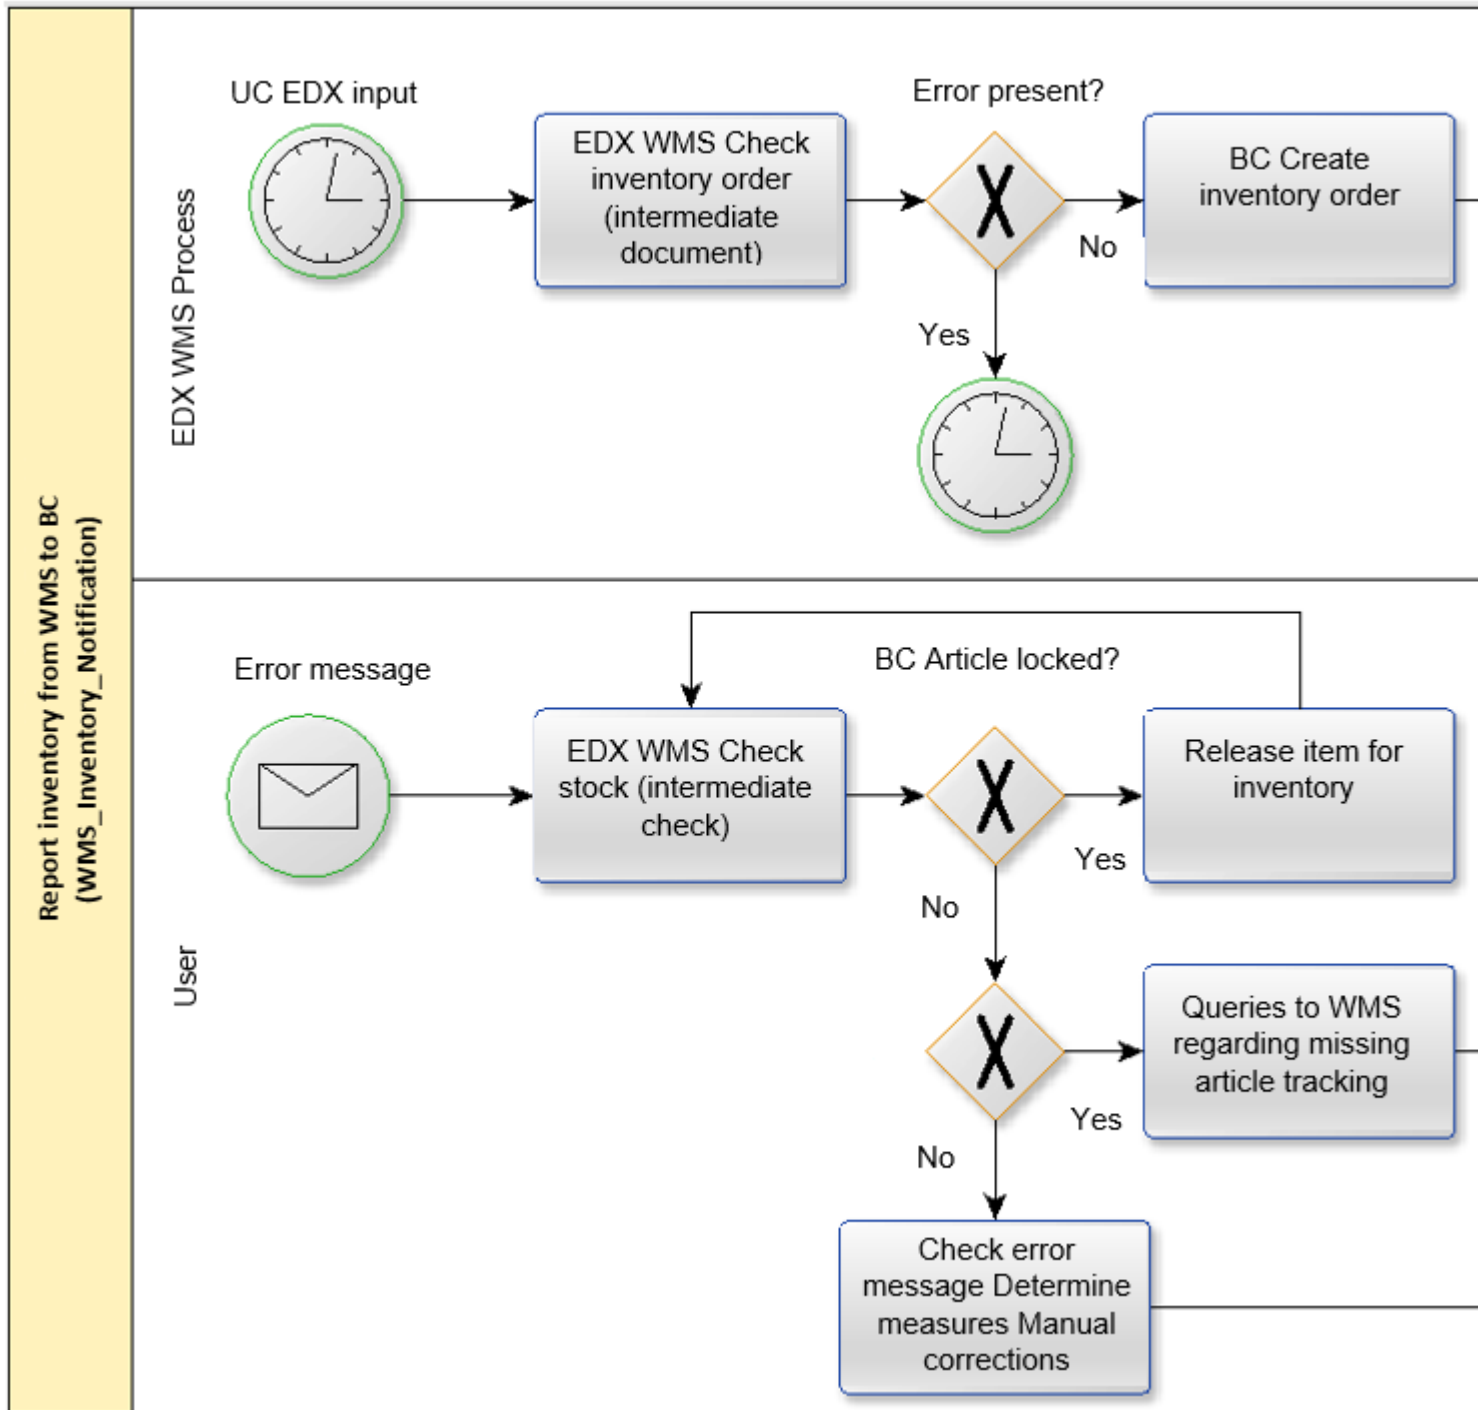 Report inventory from WMS to BC
(WMS_Inventory_Notification)
EDX WMS Process
UC EDX input
EDX WMS Check
inventory order
(intermediate
document)
Error present?
No
Yes
BC Create
inventory order
User
Error message
EDX WMS Check
stock (intermediate
check)
BC Article locked?
Yes
No
Release item for
inventory
Yes
No
Queries to WMS
regarding missing
article tracking
Check error
message Determine
measures Manual
corrections